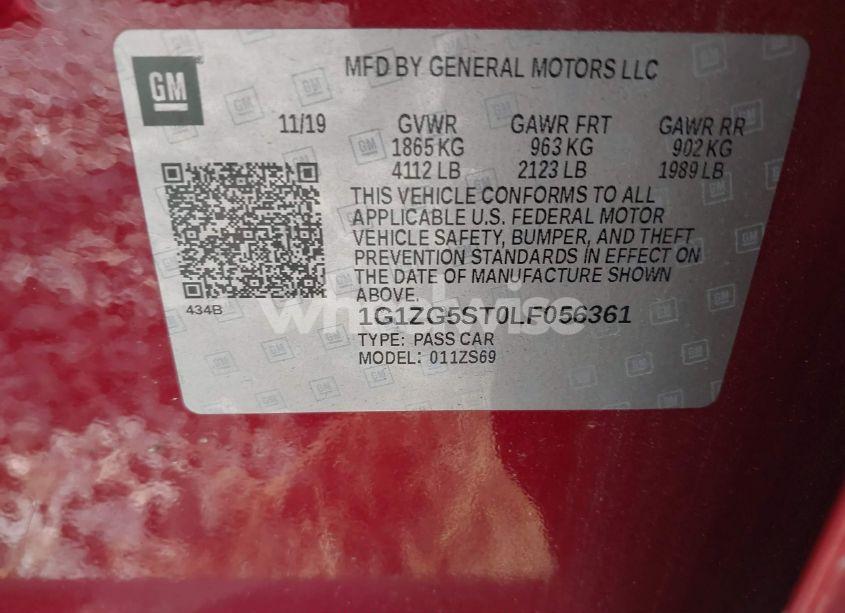 GM
MFD BY GENERAL MOTORS LLC
11/19 GVWR GAWR FRT GAWR RR
1865 KG 963 KG 902 KG
4112 LB 2123 LB 1989 LB
THIS VEHICLE CONFORMS TO ALL
APPLICABLE U.S. FEDERAL MOTOR
VEHICLE SAFETY, BUMPER, AND THEFT
PREVENTION STANDARDS IN EFFECT ON
THE DATE OF MANUFACTURE SHOWN
ABOVE.
434B
1G1ZG5ST0LF056361
TYPE: PASS CAR
MODEL: 011ZS69